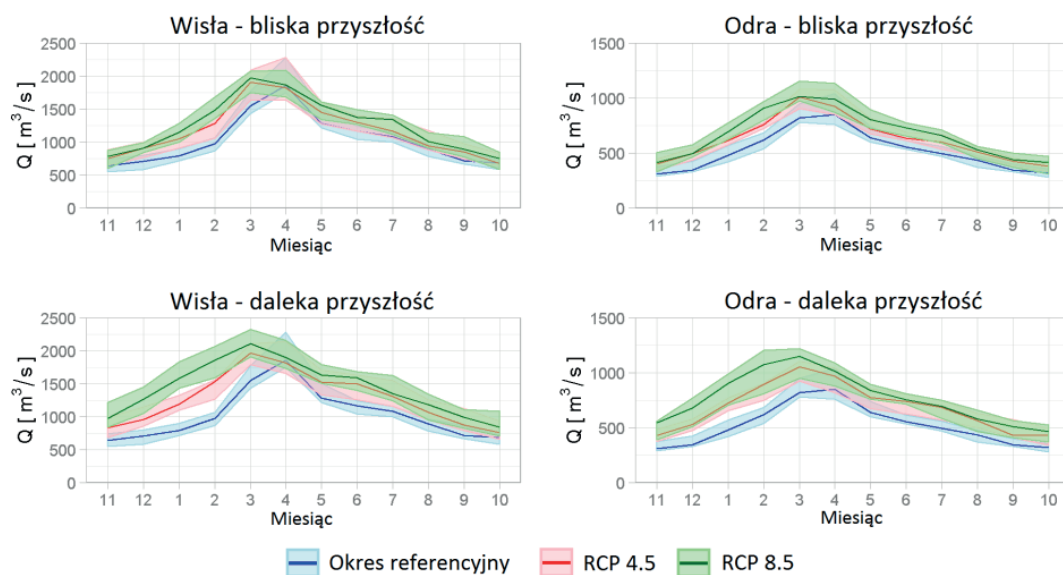 Wisła - bliska przyszłość
Q [ m³/s ]
2500
2000
1500
1000
500
0
11 12 1 2 3 4 5 6 7 8 9 10
Miesiąc
Odra - bliska przyszłość
Q [ m³/s ]
1500
1000
500
0
11 12 1 2 3 4 5 6 7 8 9 10
Miesiąc
Wisła - daleka przyszłość
Q [ m³/s ]
2500
2000
1500
1000
500
0
11 12 1 2 3 4 5 6 7 8 9 10
Miesiąc
Odra - daleka przyszłość
Q [ m³/s ]
1500
1000
500
0
11 12 1 2 3 4 5 6 7 8 9 10
Miesiąc
Okres referencyjny RCP 4.5 RCP 8.5